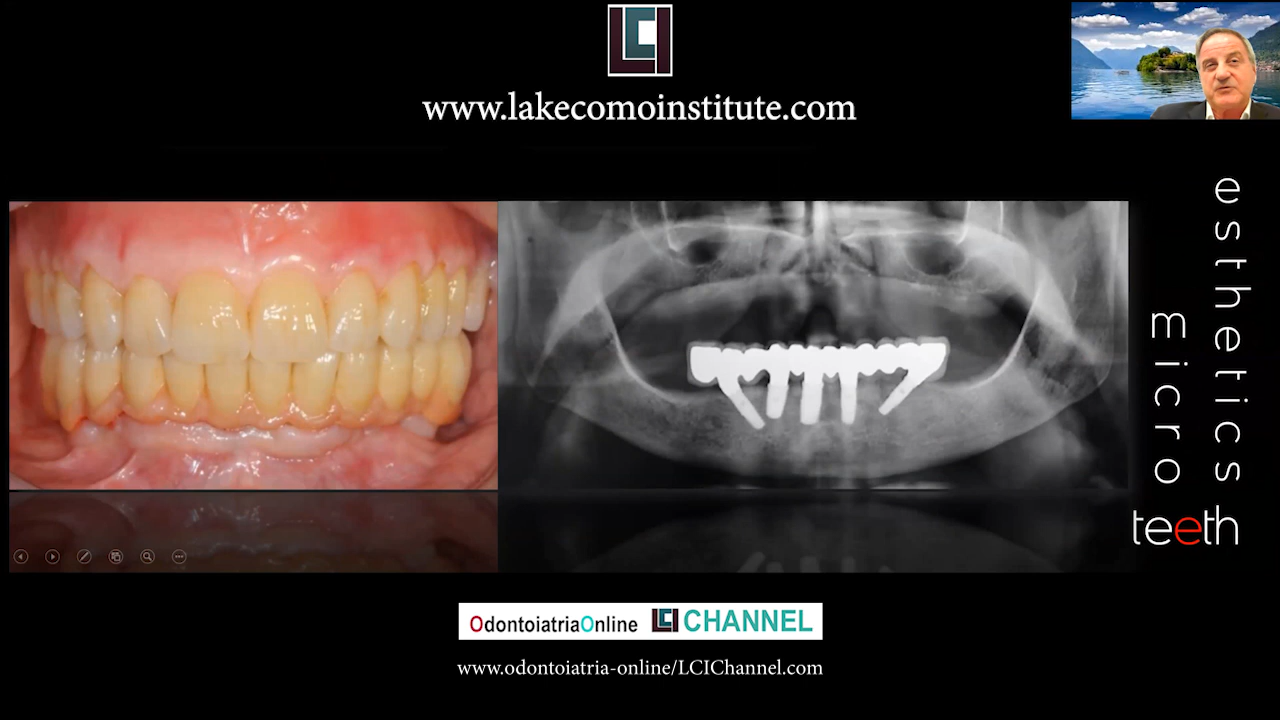 LCI
www.lakecomoinstitute.com
esthetics
micro
teeth
OdontoiatriaOnline LCI CHANNEL
www.odontoiatria-online/LCIChannel.com